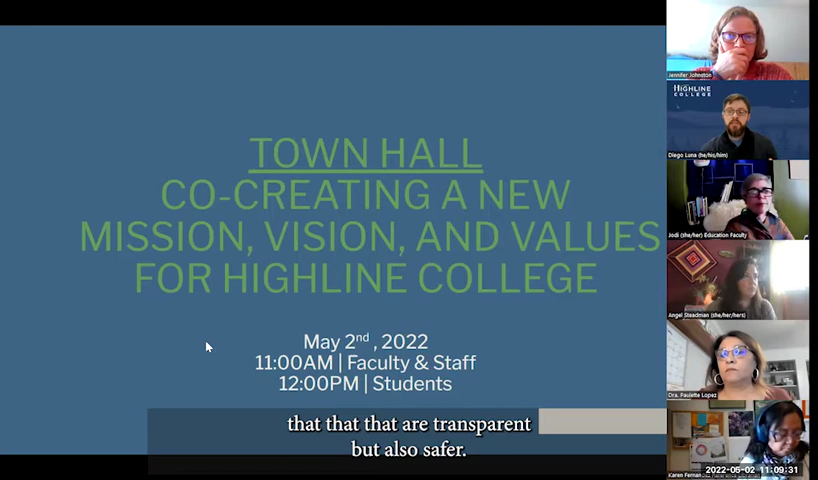 TOWN HALL
CO-CREATING A NEW
MISSION, VISION, AND VALUES
FOR HIGHLINE COLLEGE
May 2nd , 2022
11:00AM | Faculty & Staff
12:00PM | Students
that that that are transparent
but also safer.
Jennifer Johnston
HIGHLINE
COLLEGE
Diego Luna (he/his/him)
Jodi (she/her) Education Faculty
Angel Steadman (she/her/hers)
Dra. Paulette Lopez
Karen
2022-05-02 11:09:31